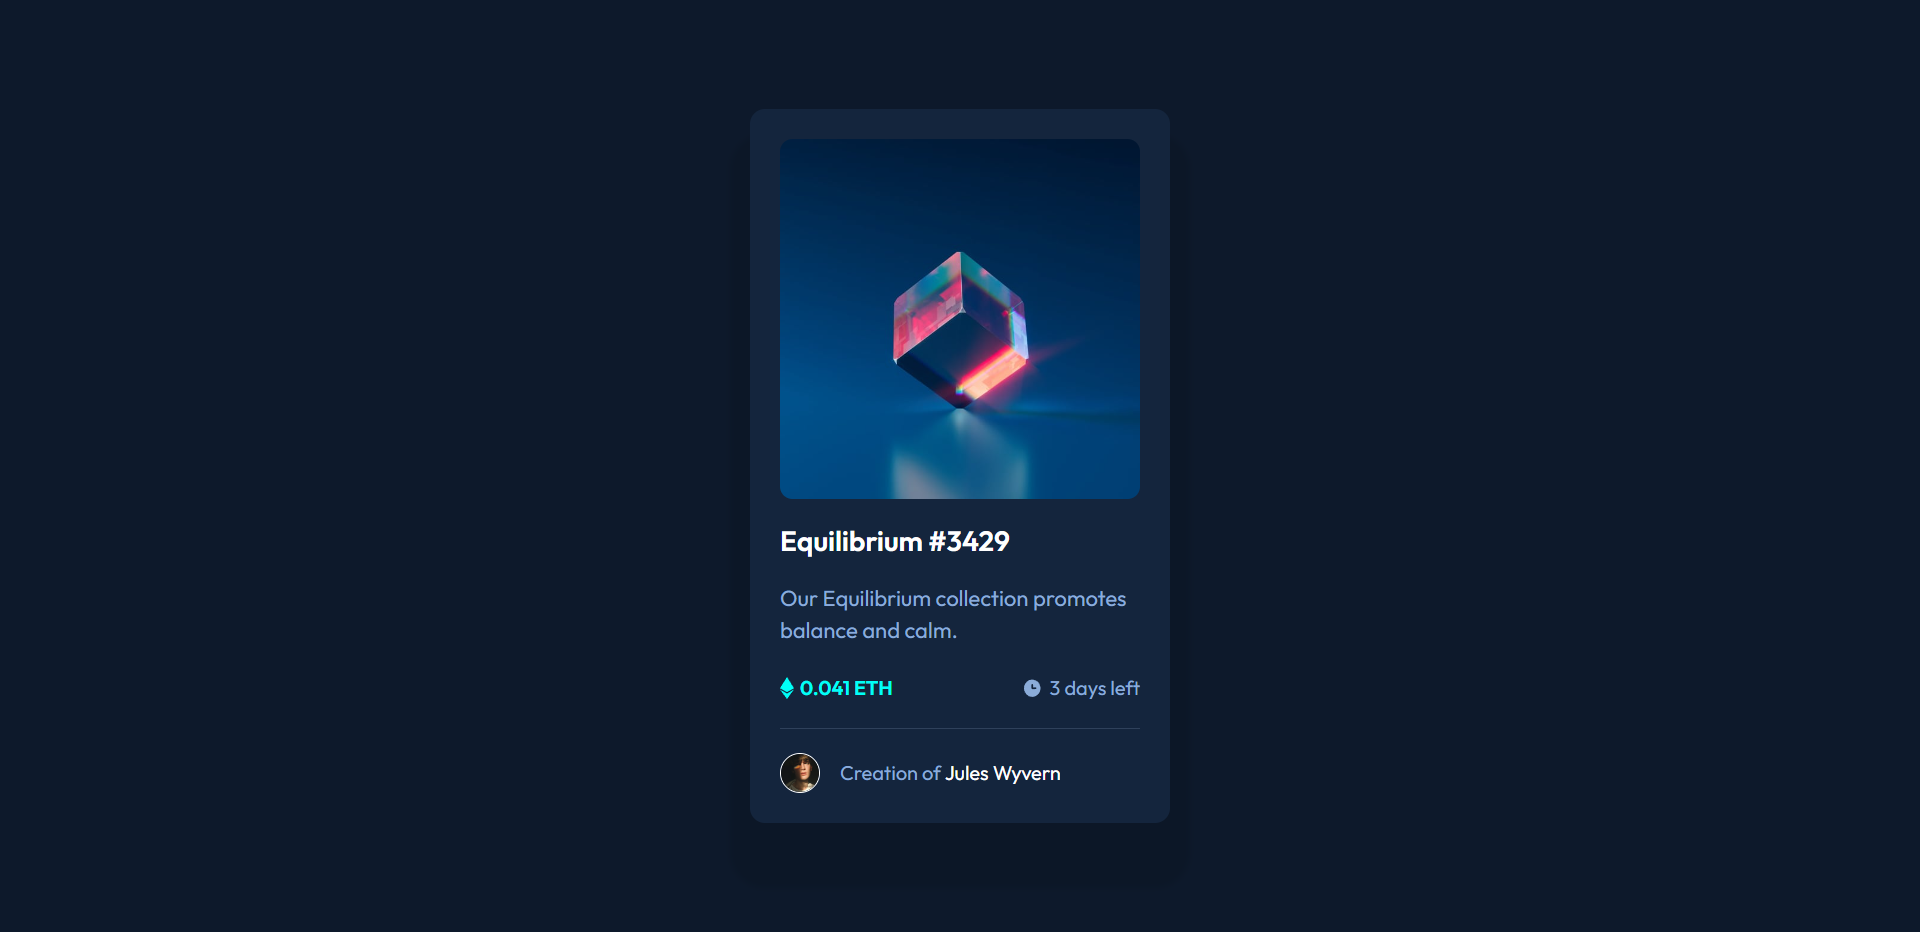 Equilibrium #3429
Our Equilibrium collection promotes
balance and calm.
0.041 ETH
3 days left
Creation of Jules Wyvern